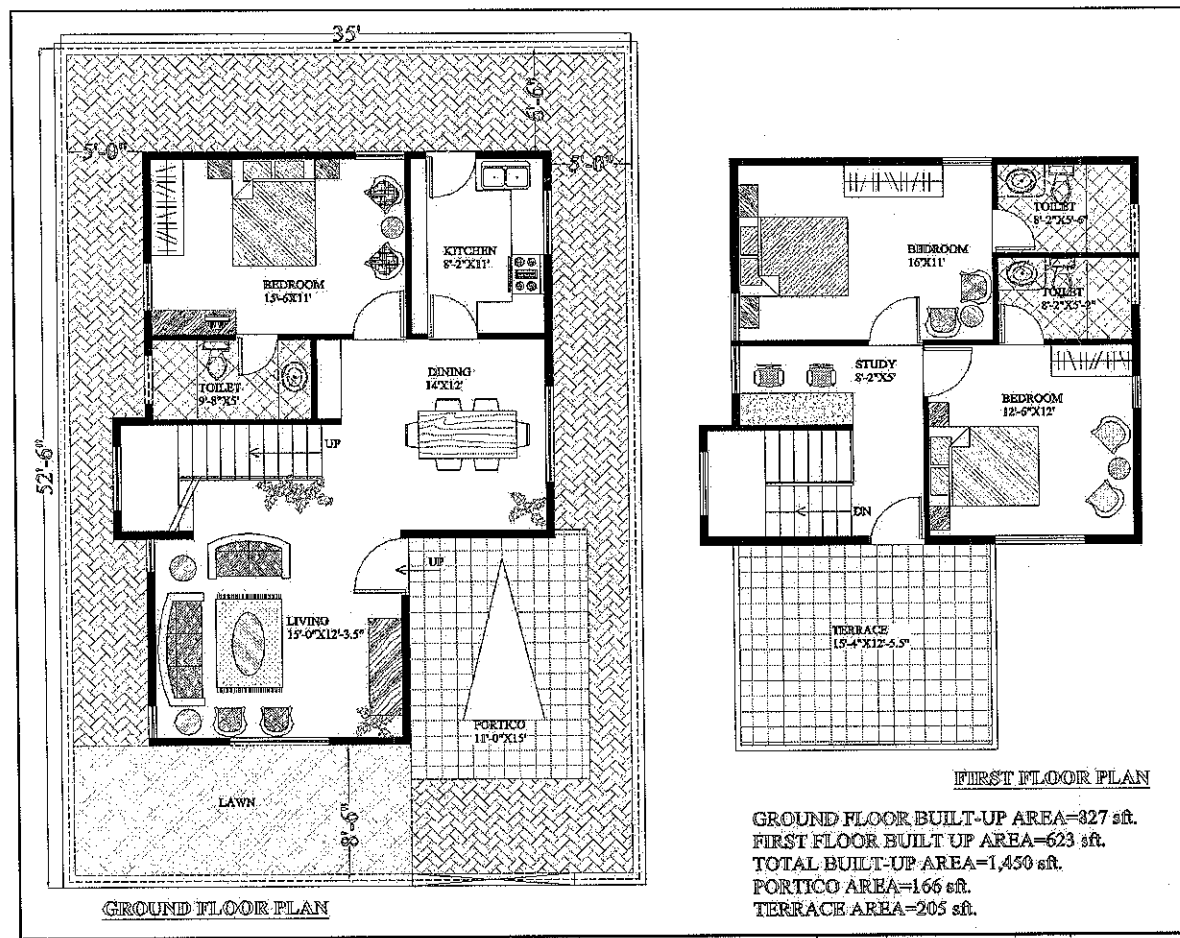 35'
5'-6"
5'-0"
5'-0"
52'-6"
BEDROOM
15'-6X11'
KITCHEN
8'-2"X11'
TOILET
9'-8"X5'
DINING
14'X12'
UP
UP
LIVING
15'-0"X12'-3.5"
PORTICO
11'-0"X15'
LAWN
8'-6"
GROUND FLOOR PLAN
BEDROOM
16'X11'
TOILET
8'-2"X5'-6"
TOILET
8'-2"X5'-2"
STUDY
8'-2"X5'
BEDROOM
12'-6"X12'
DN
TERRACE
15'-4"X12'-5.5"
FIRST FLOOR PLAN
GROUND FLOOR BUILT-UP AREA=827 sft.
FIRST FLOOR BUILT UP AREA=623 sft.
TOTAL BUILT-UP AREA=1,450 sft.
PORTICO AREA=166 sft.
TERRACE AREA=205 sft.